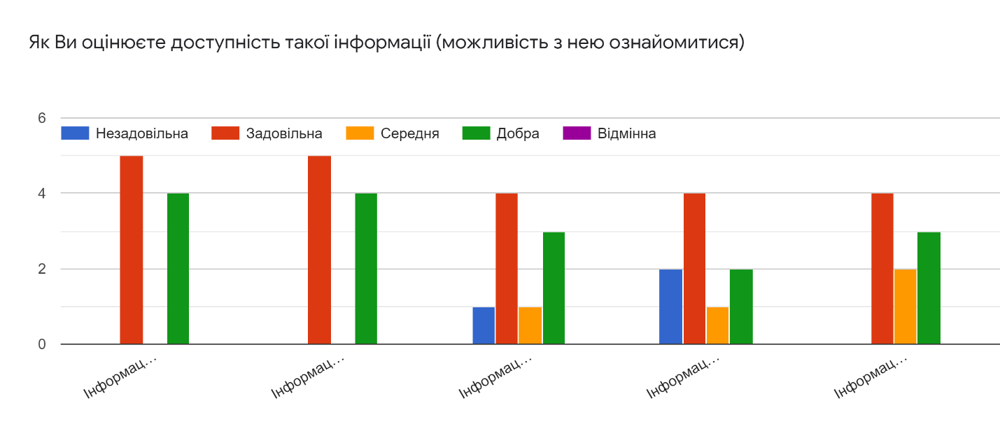 Як Ви оцінюєте доступність такої інформації (можливість з нею ознайомитися)
6
Незадовільна Задовільна Середня Добра Відмінна
4
2
0
Інформац... Інформац... Інформац... Інформац... Інформац...